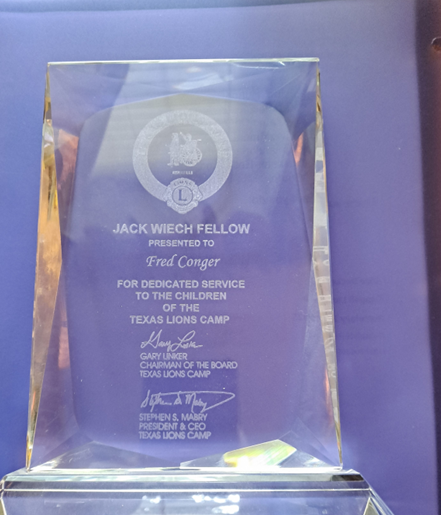 L
JACK WIECH FELLOW
PRESENTED TO
Fred Conger
FOR DEDICATED SERVICE
TO THE CHILDREN
OF THE
TEXAS LIONS CAMP
GARY LINKER
CHAIRMAN OF THE BOARD
TEXAS LIONS CAMP
STEPHEN S. MABRY
PRESIDENT & CEO
TEXAS LIONS CAMP